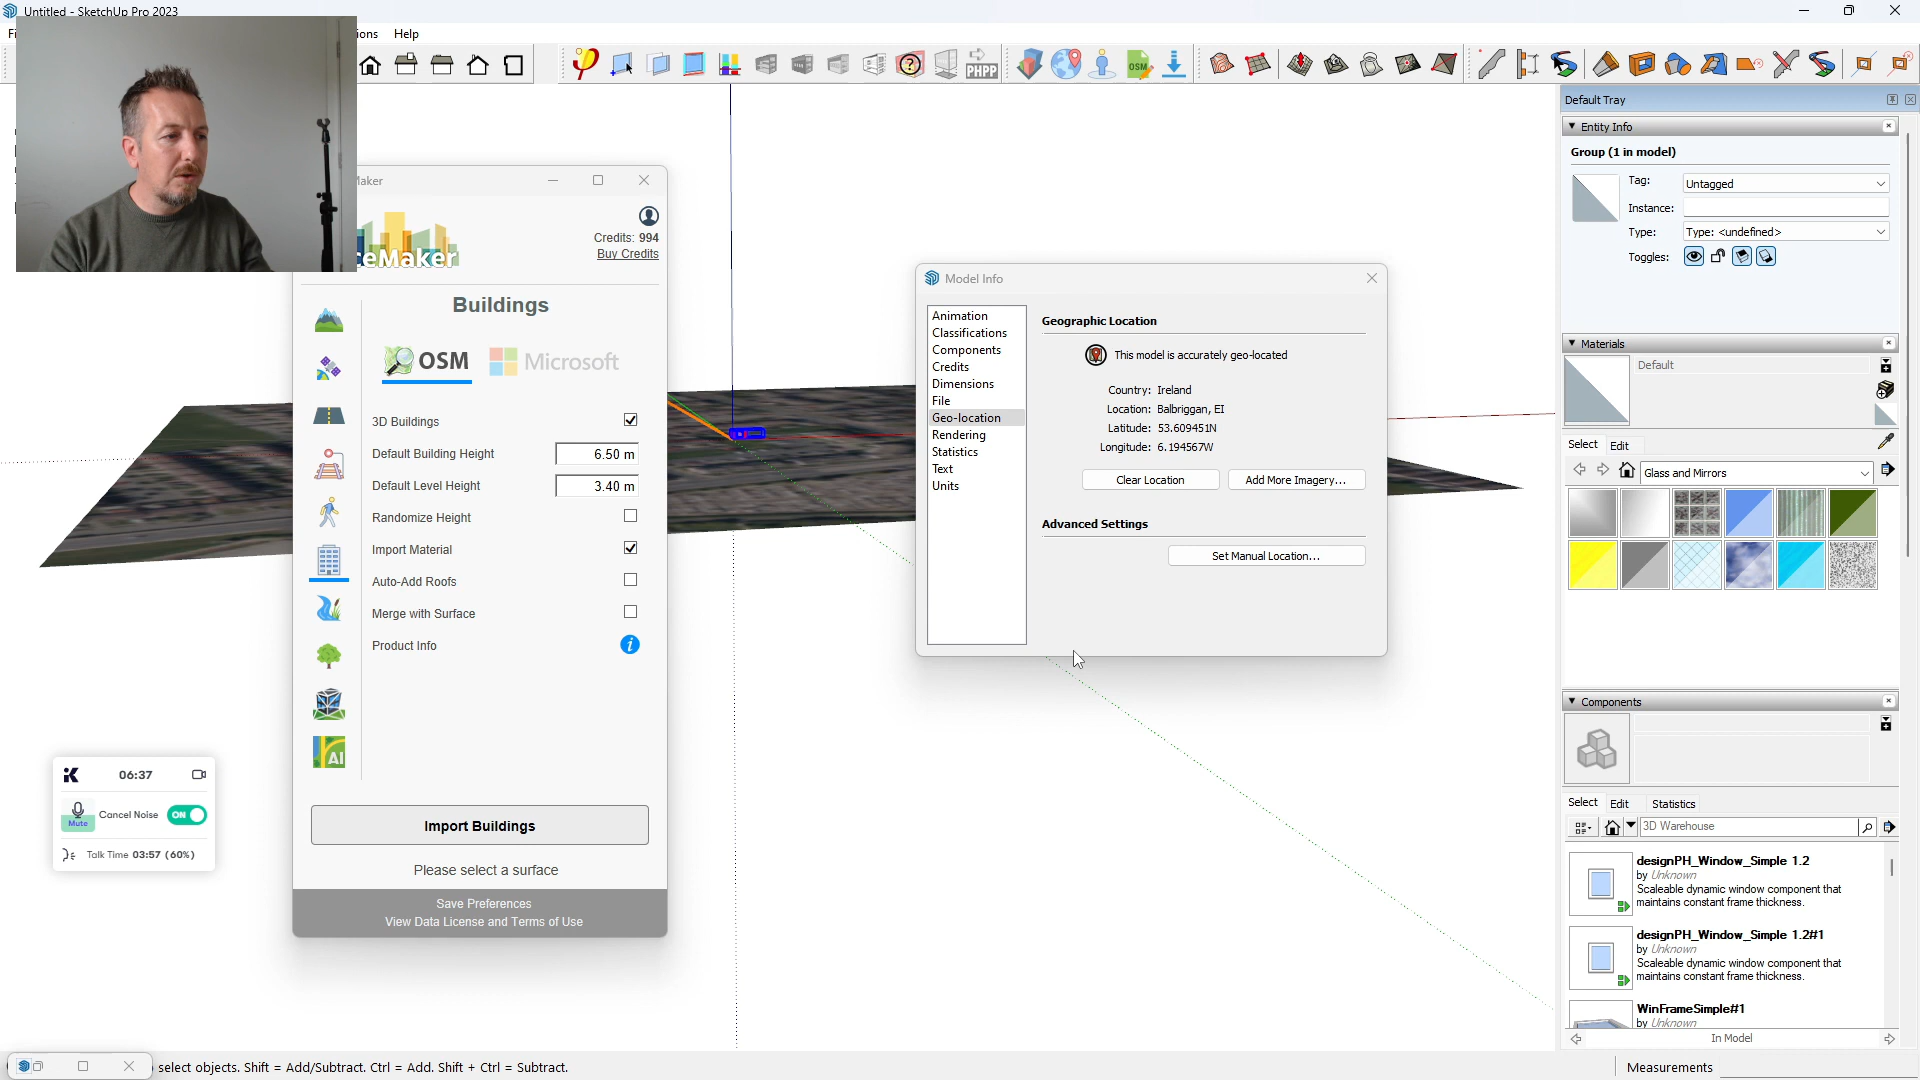 Untitled - SketchUp Pro 2023
Help
PHPP
OSM
Maker
Credits: 994
Buy Credits
eMaker
Buildings
OSM
Microsoft
3D Buildings
Default Building Height
6.50 m
Default Level Height
3.40 m
Randomize Height
Import Material
Auto-Add Roofs
Merge with Surface
Product Info
AI
Import Buildings
Please select a surface
Save Preferences
View Data License and Terms of Use
06:37
Mute
Cancel Noise
ON
Talk Time 03:57 (60%)
Model Info
Animation
Classifications
Components
Credits
Dimensions
File
Geo-location
Rendering
Statistics
Text
Units
Geographic Location
This model is accurately geo-located
Country: Ireland
Location: Balbriggan, EI
Latitude: 53.609451N
Longitude: 6.194567W
Clear Location
Add More Imagery...
Advanced Settings
Set Manual Location...
Default Tray
Entity Info
Group (1 in model)
Tag:
Untagged
Instance:
Type:
Type: <undefined>
Toggles:
Materials
Default
Select
Edit
Glass and Mirrors
Components
Select
Edit
Statistics
3D Warehouse
designPH_Window_Simple 1.2
by Unknown
Scaleable dynamic window component that
maintains constant frame thickness.
designPH_Window_Simple 1.2#1
by Unknown
Scaleable dynamic window component that
maintains constant frame thickness.
WinFrameSimple#1
by Unknown
In Model
select objects. Shift = Add/Subtract. Ctrl = Add. Shift + Ctrl = Subtract.
Measurements